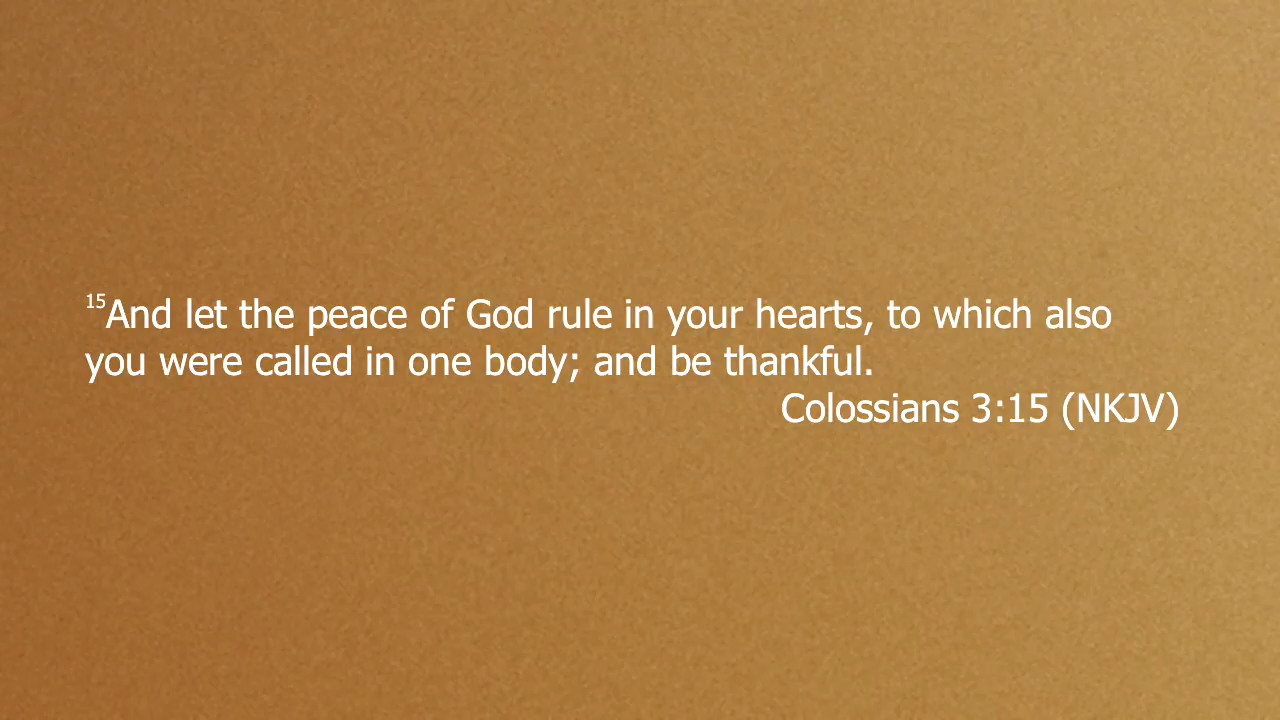 15And let the peace of God rule in your hearts, to which also
you were called in one body; and be thankful.
Colossians 3:15 (NKJV)